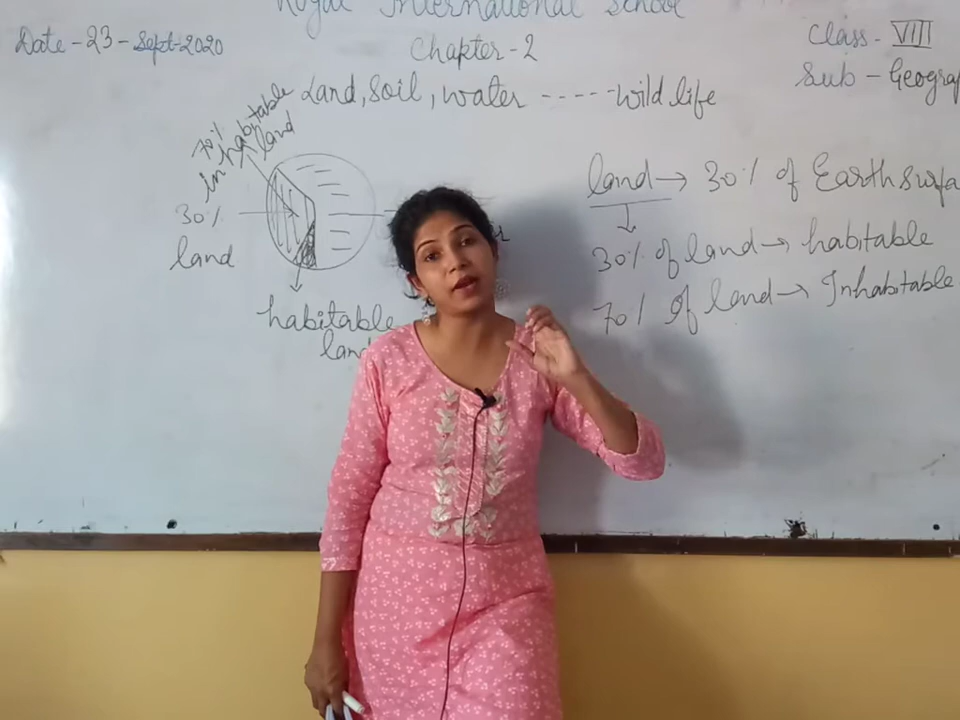 Royal International School
Date - 23 - Sept - 2020
Chapter - 2
Class - VIII
Sub - Geograp
Land, Soil, Water ----- Wild life
70% inhabitable land
30% land
habitable
land → 30% of Earth surfa
30% of land → habitable
70% of land → Inhabitable